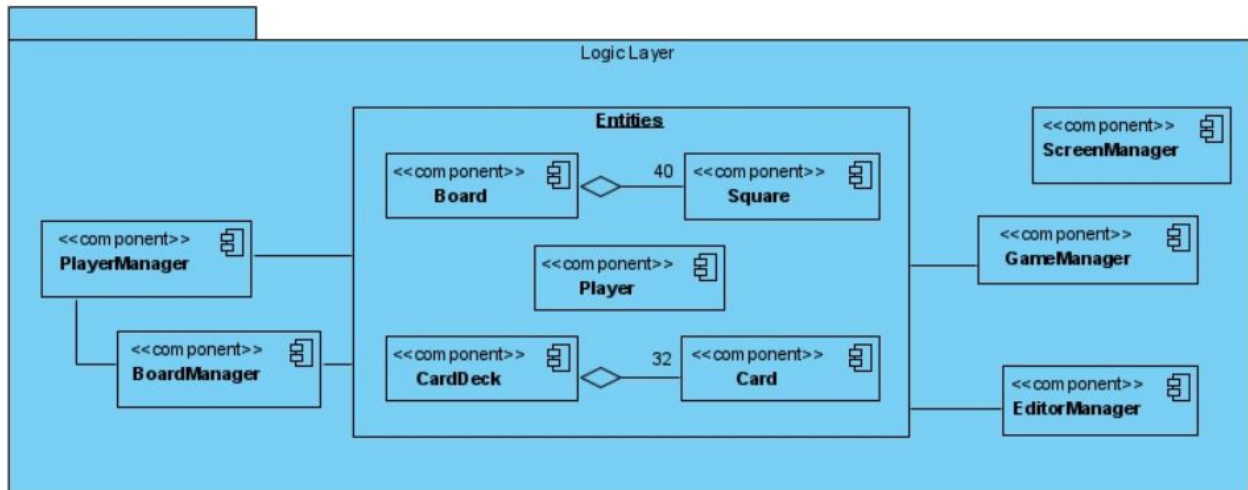 Logic Layer
Entities
<<component>>
ScreenManager
<<component>>
Board
40
<<component>>
Square
<<component>>
PlayerManager
<<component>>
GameManager
<<component>>
Player
<<component>>
BoardManager
<<component>>
CardDeck
32
<<component>>
Card
<<component>>
EditorManager